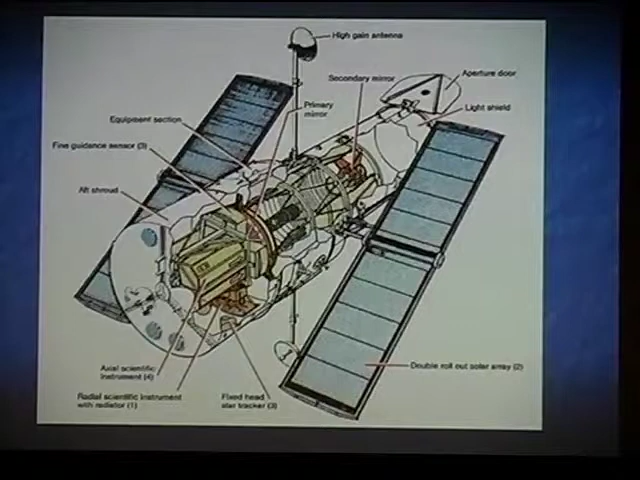 High gain antenna
Secondary mirror
Aperture door
Primary
mirror
Light shield
Equipment section
Fine guidance sensor (3)
Aft shroud
Axial scientific
instrument (4)
Radial scientific instrument
with radiator (1)
Fixed head
star tracker (3)
Double roll out solar array (2)